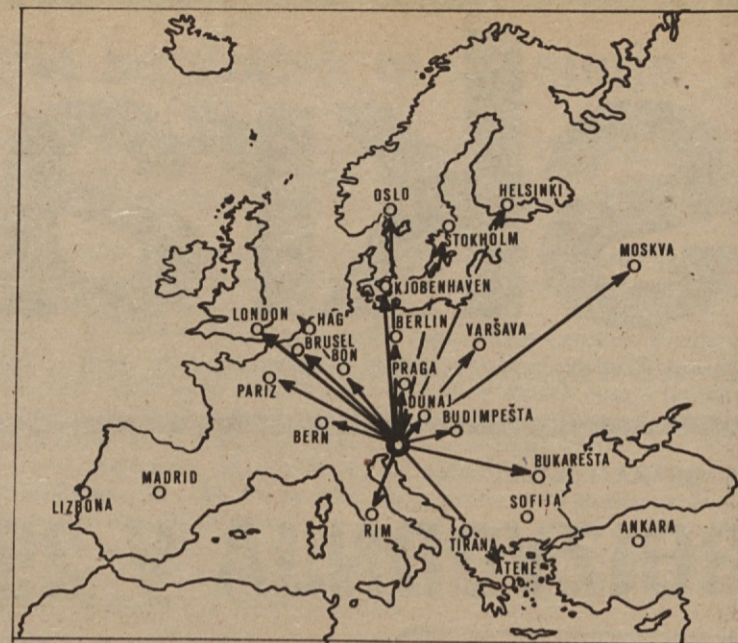 OSLO
HELSINKI
STOKHOLM
MOSKVA
KJOBENHAVEN
LONDON
HAG
BERLIN
VARŠAVA
BRUSEL
BON
PRAGA
PARIZ
DUNAJ
BUDIMPEŠTA
BERN
BUKAREŠTA
MADRID
LIZBONA
SOFIJA
RIM
ANKARA
TIRANA
ATENE